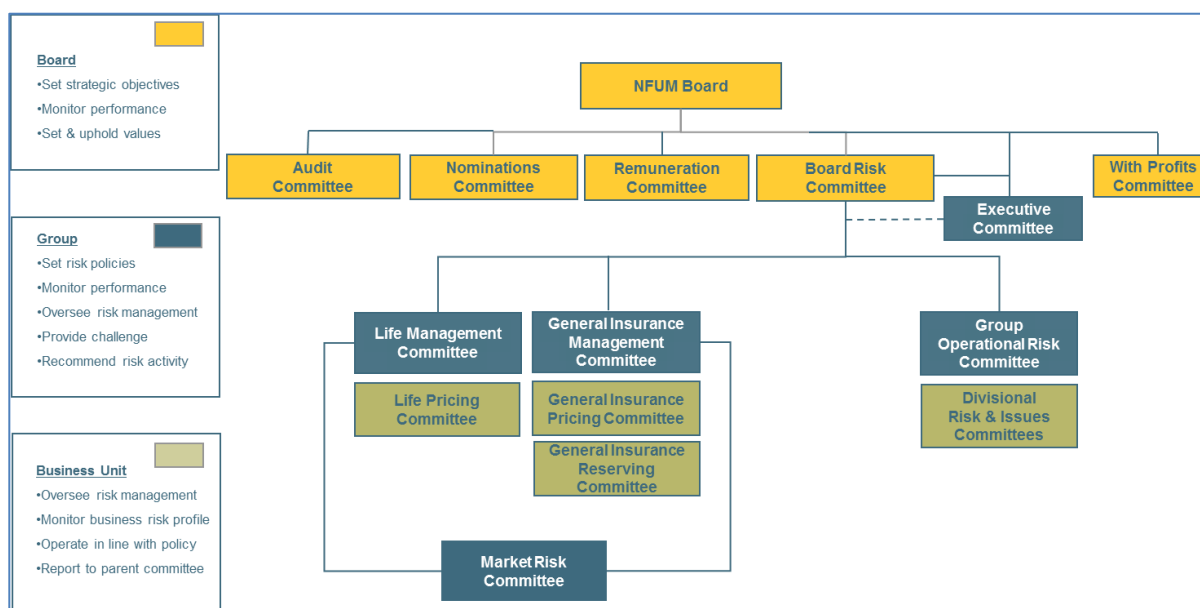 Board
•Set strategic objectives
•Monitor performance
•Set & uphold values
Group
•Set risk policies
•Monitor performance
•Oversee risk management
•Provide challenge
•Recommend risk activity
Business Unit
•Oversee risk management
•Monitor business risk profile
•Operate in line with policy
•Report to parent committee
NFUM Board
Audit
Committee
Nominations
Committee
Remuneration
Committee
Board Risk
Committee
With Profits
Committee
Executive
Committee
Life Management
Committee
General Insurance
Management
Committee
Group
Operational Risk
Committee
Life Pricing
Committee
General Insurance
Pricing Committee
General Insurance
Reserving
Committee
Divisional
Risk & Issues
Committees
Market Risk
Committee